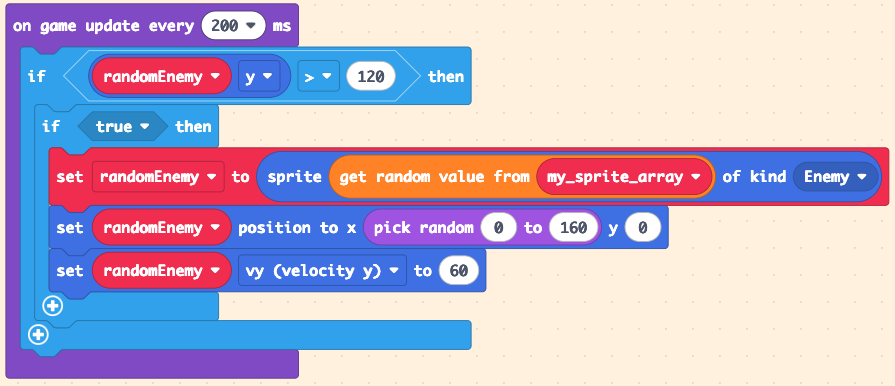 on game update every 200 ms
if randomEnemy y > 120 then
if true then
set randomEnemy to sprite get random value from my_sprite_array of kind Enemy
set randomEnemy position to x pick random 0 to 160 y 0
set randomEnemy vy (velocity y) to 60